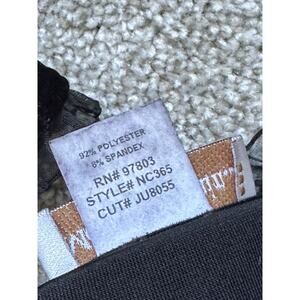 92% POLYESTER
8% SPANDEX
RN# 97803
STYLE# NC365
CUT# JU8055